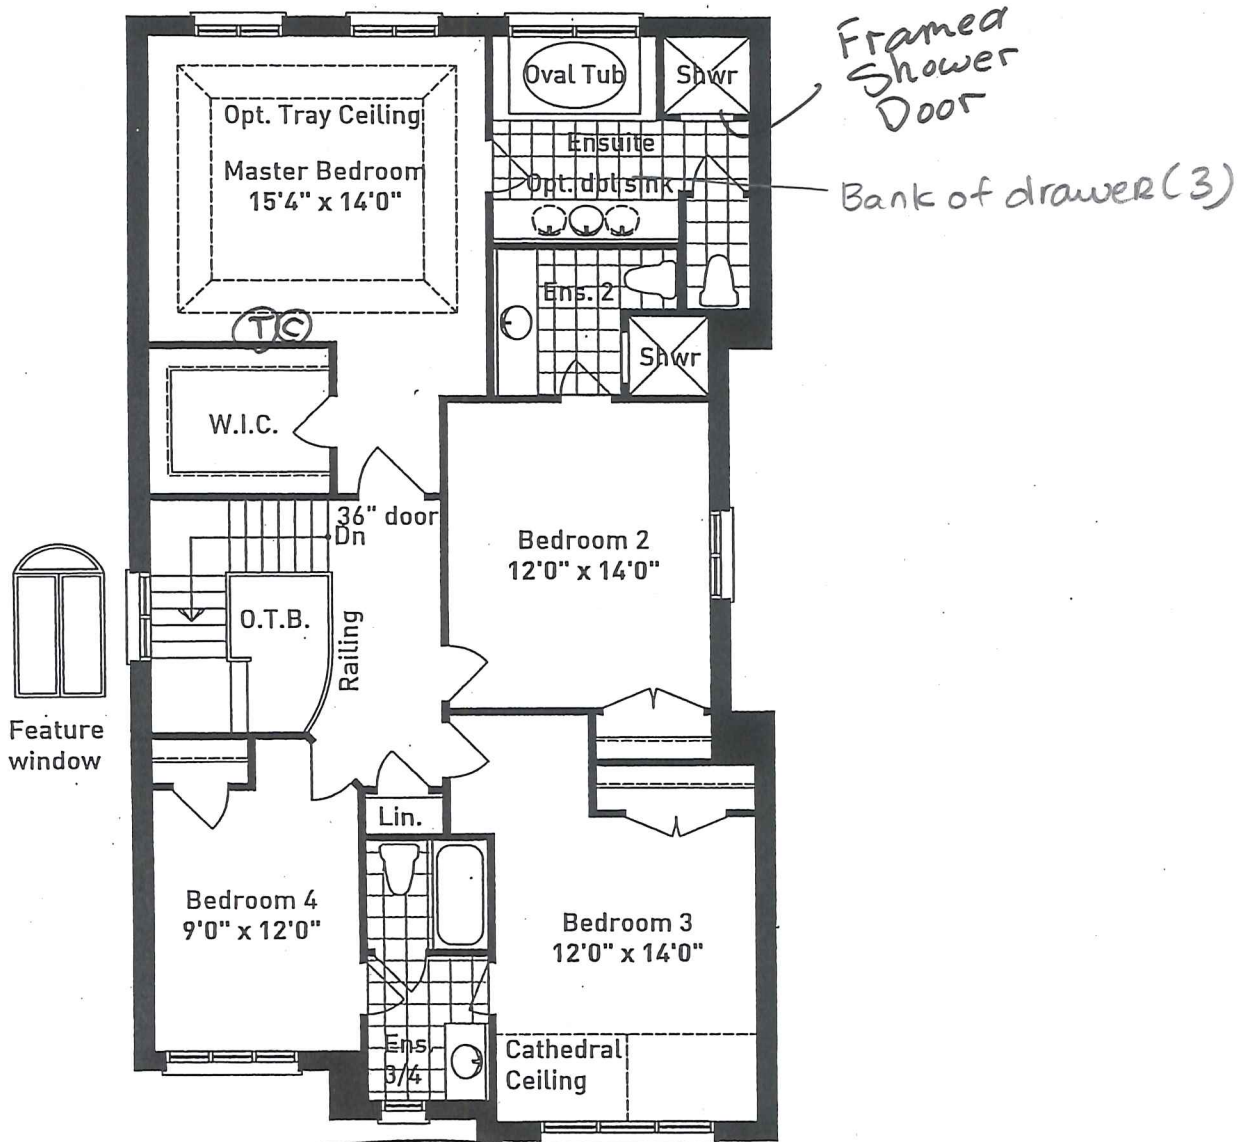 Framed
Shower
Door
Oval Tub
Shwr
Opt. Tray Ceiling
Ensuite
Master Bedroom
15'4" x 14'0"
Opt. dbl sink
Bank of drawer (3)
Ens. 2
T C
Shwr
W.I.C.
36" door
Dn
Bedroom 2
12'0" x 14'0"
O.T.B.
Railing
Feature
window
Lin.
Bedroom 4
9'0" x 12'0"
Bedroom 3
12'0" x 14'0"
Ens.
3/4
Cathedral
Ceiling